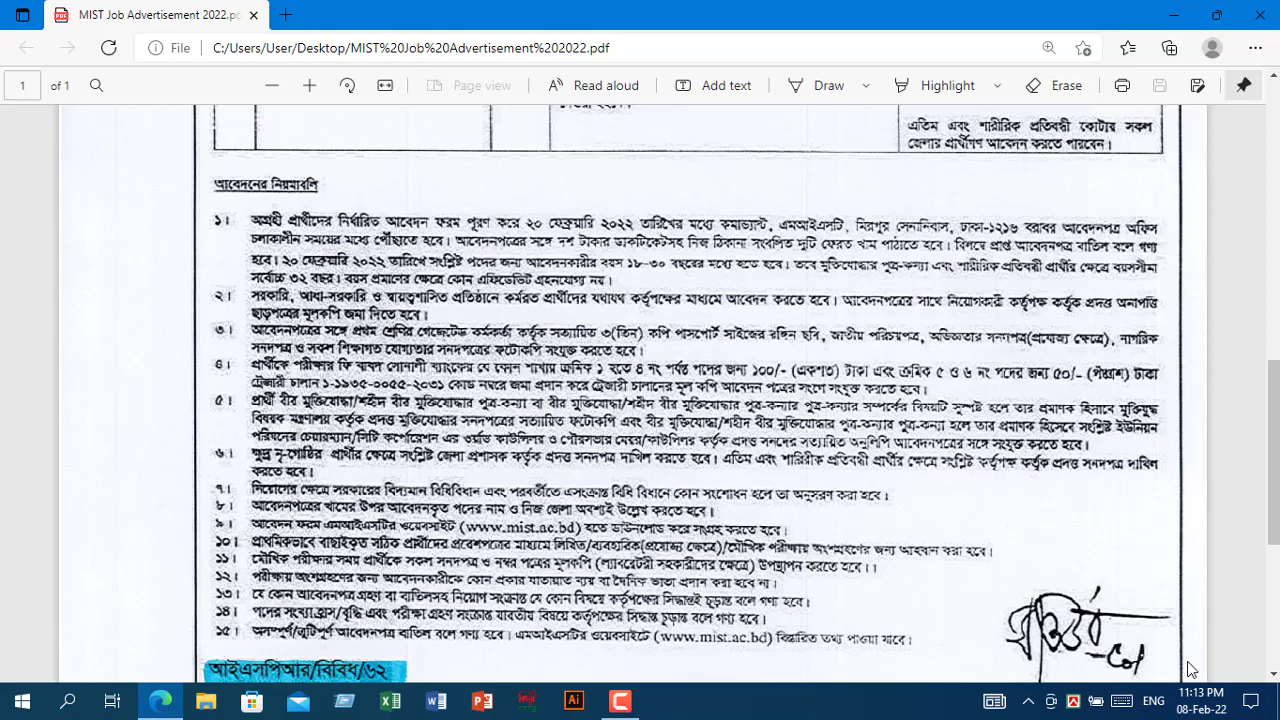 MIST Job Advertisement 2022.pc
File
C:/Users/User/Desktop/MIST%20Job%20Advertisement%202022.pdf
1 of 1
Page view
Read aloud
Add text
Draw
Highlight
Erase
এতিম এবং শারীরিক প্রতিবন্ধী কোটার সকল
জেলার প্রার্থীগণ আবেদন করতে পারবেন।
আবেদনের নিয়মাবলি
১। আগ্রহী প্রার্থীদের নির্ধারিত আবেদন ফরম পূরণ করে ২০ ফেব্রুয়ারি ২০২২ তারিখের মধ্যে কমান্ড্যান্ট, এমআইএসটি, মিরপুর সেনানিবাস, ঢাকা-১২১৬ বরাবর আবেদনপত্র অফিস
চলাকালীন সময়ের মধ্যে পৌঁছাতে হবে। আবেদনপত্রের সঙ্গে দশ টাকার ডাকটিকেটসহ নিজ ঠিকানা সংবলিত দুটি ফেরত খাম পাঠাতে হবে। বিলম্বে প্রাপ্ত আবেদনপত্র বাতিল বলে গণ্য
হবে। ২০ ফেব্রুয়ারি ২০২২ তারিখে সংশ্লিষ্ট পদের জন্য আবেদনকারীর বয়স ১৮-৩০ বছরের মধ্যে হতে হবে। তবে মুক্তিযোদ্ধার পুত্র-কন্যা এবং শারীরিক প্রতিবন্ধী প্রার্থীর ক্ষেত্রে বয়সসীমা
সর্বোচ্চ ৩২ বছর। বয়স প্রমাণের ক্ষেত্রে কোন এফিডেভিট গ্রহনযোগ্য নয়।
২। সরকারি, আধা-সরকারি ও স্বায়ত্বশাসিত প্রতিষ্ঠানে কর্মরত প্রার্থীদের যথাযথ কর্তৃপক্ষের মাধ্যমে আবেদন করতে হবে। আবেদনপত্রের সাথে নিয়োগকারী কর্তৃপক্ষ কর্তৃক প্রদত্ত অনাপত্তি
ছাড়পত্রের মূলকপি জমা দিতে হবে।
৩। আবেদনপত্রের সঙ্গে প্রথম শ্রেণির গেজেটেড কর্মকর্তা কর্তৃক সত্যায়িত ৩(তিন) কপি পাসপোর্ট সাইজের রঙ্গিন ছবি, জাতীয় পরিচয়পত্র, অভিজ্ঞতার সনদপত্র(প্রযোজ্য ক্ষেত্রে), নাগরিক
সনদপত্র ও সকল শিক্ষাগত যোগ্যতার সনদপত্রের ফটোকপি সংযুক্ত করতে হবে।
৪। প্রার্থীকে পরীক্ষার ফি বাবদ সোনালী ব্যাংকের যে কোন শাখায় ক্রমিক ১ হতে ৪ নং পর্যন্ত পদের জন্য ১০০/- (একশত) টাকা এবং ক্রমিক ৫ ও ৬ নং পদের জন্য ৫০/- (পঞ্চাশ) টাকা
ট্রেজারী চালান ১-১৯৩৫-০০৫৫-২০৩১ কোড নম্বরে জমা প্রদান করে ট্রেজারী চালানের মূল কপি আবেদন পত্রের সংগে সংযুক্ত করতে হবে।
৫। প্রার্থী বীর মুক্তিযোদ্ধা/শহীদ বীর মুক্তিযোদ্ধার পুত্র-কন্যা বা বীর মুক্তিযোদ্ধা/শহীদ বীর মুক্তিযোদ্ধার পুত্র-কন্যার পুত্র-কন্যার সম্পর্কের বিষয়টি সুস্পষ্ট হলে তার প্রমাণক হিসাবে মুক্তিযুদ্ধ
বিষয়ক মন্ত্রণালয় কর্তৃক প্রদত্ত মুক্তিযোদ্ধার সনদপত্রের সত্যায়িত ফটোকপি এবং বীর মুক্তিযোদ্ধা/শহীদ বীর মুক্তিযোদ্ধার পুত্র-কন্যার পুত্র-কন্যা হলে তার প্রমাণক হিসেবে সংশ্লিষ্ট ইউনিয়ন
পরিষদের চেয়ারম্যান/সিটি কর্পোরেশন এর ওয়ার্ড কাউন্সিলর ও পৌরসভার মেয়র/কাউন্সিলর কর্তৃক প্রদত্ত সনদের সত্যায়িত অনুলিপি আবেদনপত্রের সঙ্গে সংযুক্ত করতে হবে।
৬। ক্ষুদ্র নৃ-গোষ্ঠির প্রার্থীর ক্ষেত্রে সংশ্লিষ্ট জেলা প্রশাসক কর্তৃক প্রদত্ত সনদপত্র দাখিল করতে হবে। এতিম এবং শারিরীক প্রতিবন্ধী প্রার্থীর ক্ষেত্রে সংশ্লিষ্ট কর্তৃপক্ষ কর্তৃক প্রদত্ত সনদপত্র দাখিল
করতে হবে।
৭। নিয়োগের ক্ষেত্রে সরকারের বিদ্যমান বিধিবিধান এবং পরবর্তীতে এসংক্রান্ত বিধি বিধানে কোন সংশোধন হলে তা অনুসরণ করা হবে।
৮। আবেদনপত্রের খামের উপর আবেদনকৃত পদের নাম ও নিজ জেলা অবশ্যই উল্লেখ করতে হবে।
৯। আবেদন ফরম এমআইএসটির ওয়েবসাইট (www.mist.ac.bd) হতে ডাউনলোড করে সংগ্রহ করতে হবে।
১০। প্রাথমিকভাবে বাছাইকৃত সঠিক প্রার্থীদের প্রবেশপত্রের মাধ্যমে লিখিত/ব্যবহারিক(প্রযোজ্য ক্ষেত্রে)/মৌখিক পরীক্ষায় অংশগ্রহণের জন্য আহবান করা হবে।
১১। মৌখিক পরীক্ষার সময় প্রার্থীকে সকল সনদপত্র ও নম্বর পত্রের মূলকপি (ল্যাবরেটরী সহকারীদের ক্ষেত্রে) উপস্থাপন করতে হবে।।
১২। পরীক্ষায় অংশগ্রহণের জন্য আবেদনকারীকে কোন প্রকার যাতায়াত ব্যয় বা দৈনিক ভাতা প্রদান করা হবে না।
১৩। যে কোন আবেদনপত্র গ্রহণ বা বাতিলসহ নিয়োগ সংক্রান্ত যে কোন বিষয়ে কর্তৃপক্ষের সিদ্ধান্তই চূড়ান্ত বলে গণ্য হবে।
১৪। পদের সংখ্যা হ্রাস/বৃদ্ধি এবং পরীক্ষা গ্রহণ সংক্রান্ত যাবতীয় বিষয়ে কর্তৃপক্ষের সিদ্ধান্ত চূড়ান্ত বলে গণ্য হবে।
১৫। অসম্পূর্ণ/ত্রুটিপূর্ণ আবেদনপত্র বাতিল বলে গণ্য হবে। এমআইএসটির ওয়েবসাইটে (www.mist.ac.bd) বিস্তারিত তথ্য পাওয়া যাবে।
Col
আইএসপিআর/বিবিধ/৬২
ENG
11:13 PM
08-Feb-22